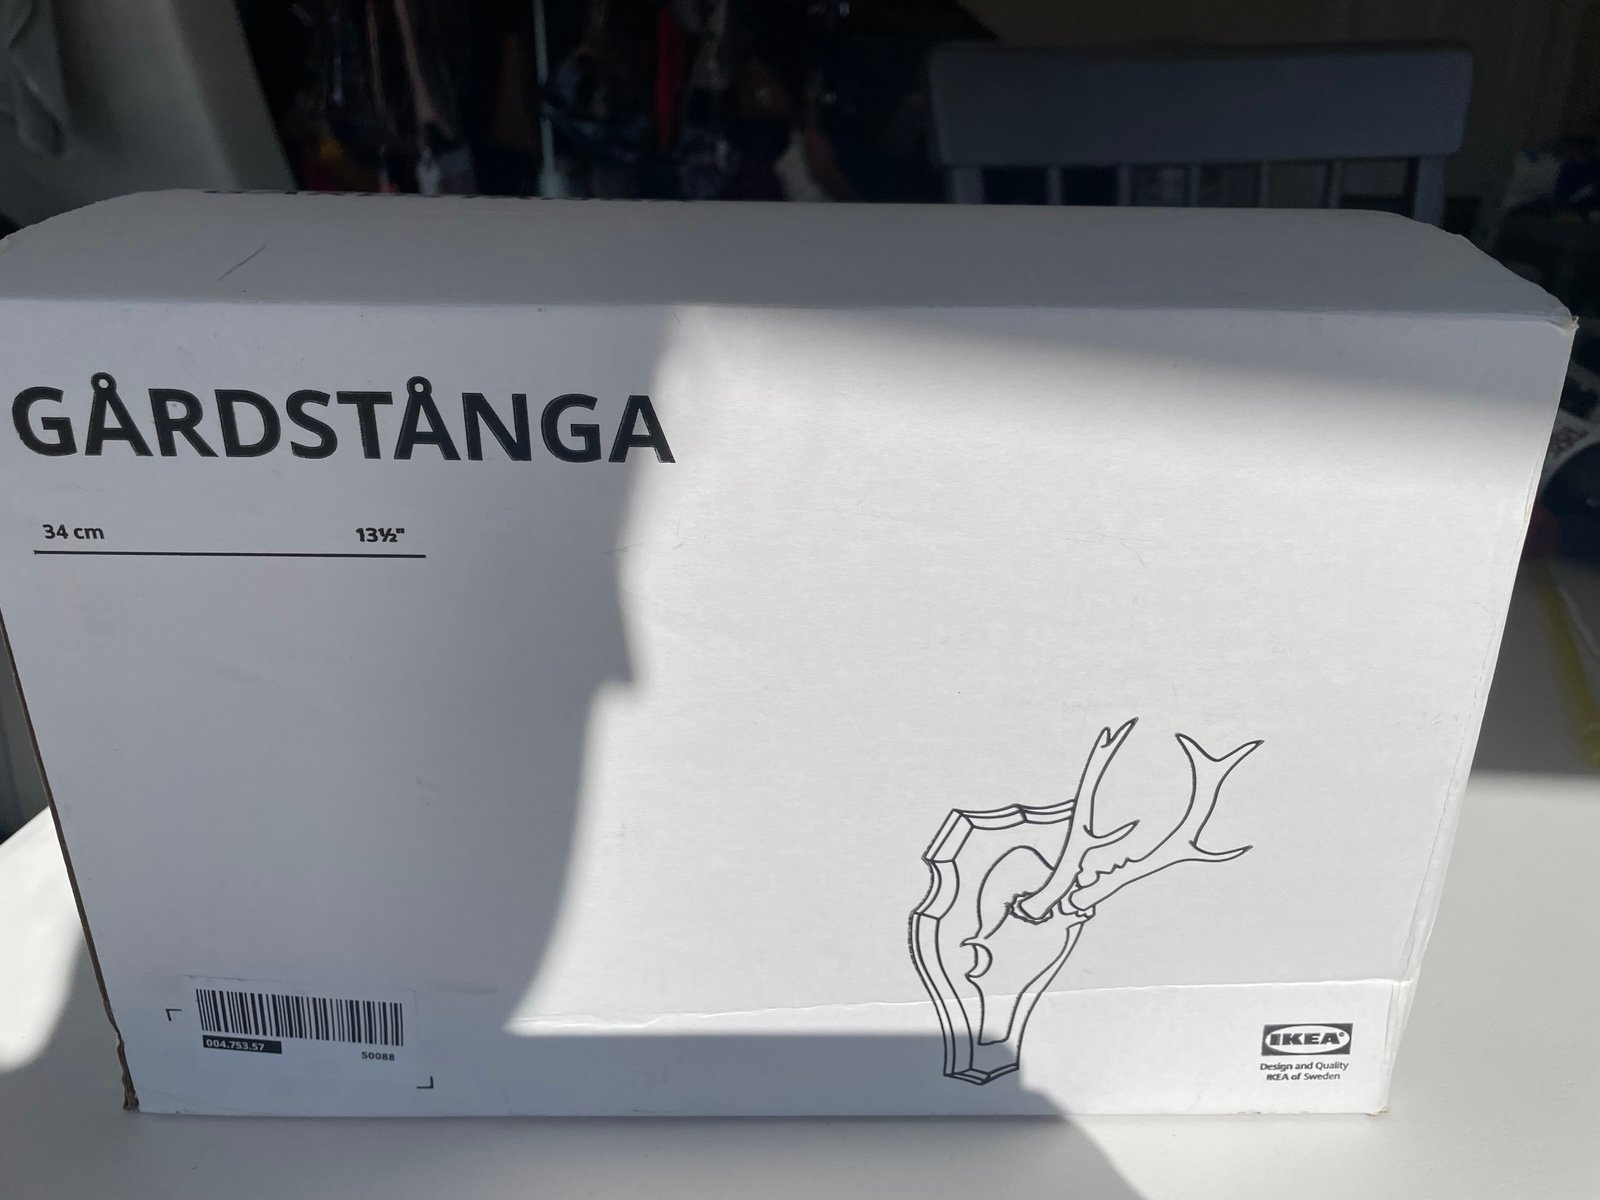 GÅRDSTÅNGA
34 cm 13½"
004.753.57
50088
IKEA®
Design and Quality
IKEA of Sweden